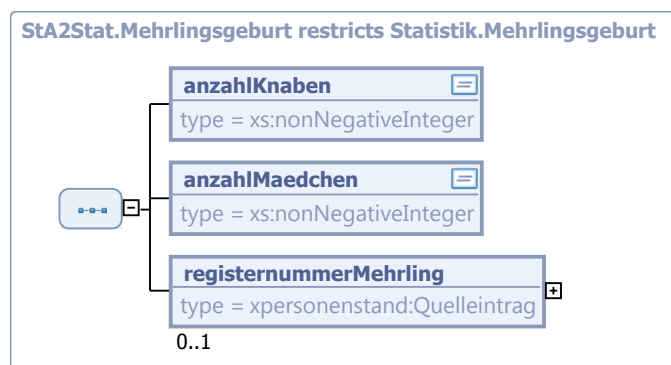 StA2Stat.Mehrlingsgeburt restricts Statistik.Mehrlingsgeburt
anzahlKnaben
type = xs:nonNegativeInteger
anzahlMaedchen
type = xs:nonNegativeInteger
registernummerMehrling
type = xpersonenstand:Quelleintrag
0..1